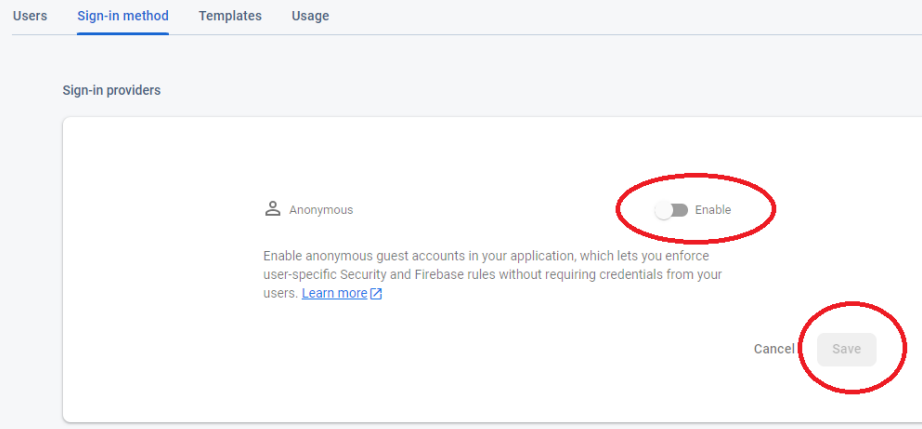 Users Sign-in method Templates Usage
Sign-in providers
Anonymous Enable
Enable anonymous guest accounts in your application, which lets you enforce
user-specific Security and Firebase rules without requiring credentials from your
users. Learn more
Cancel Save